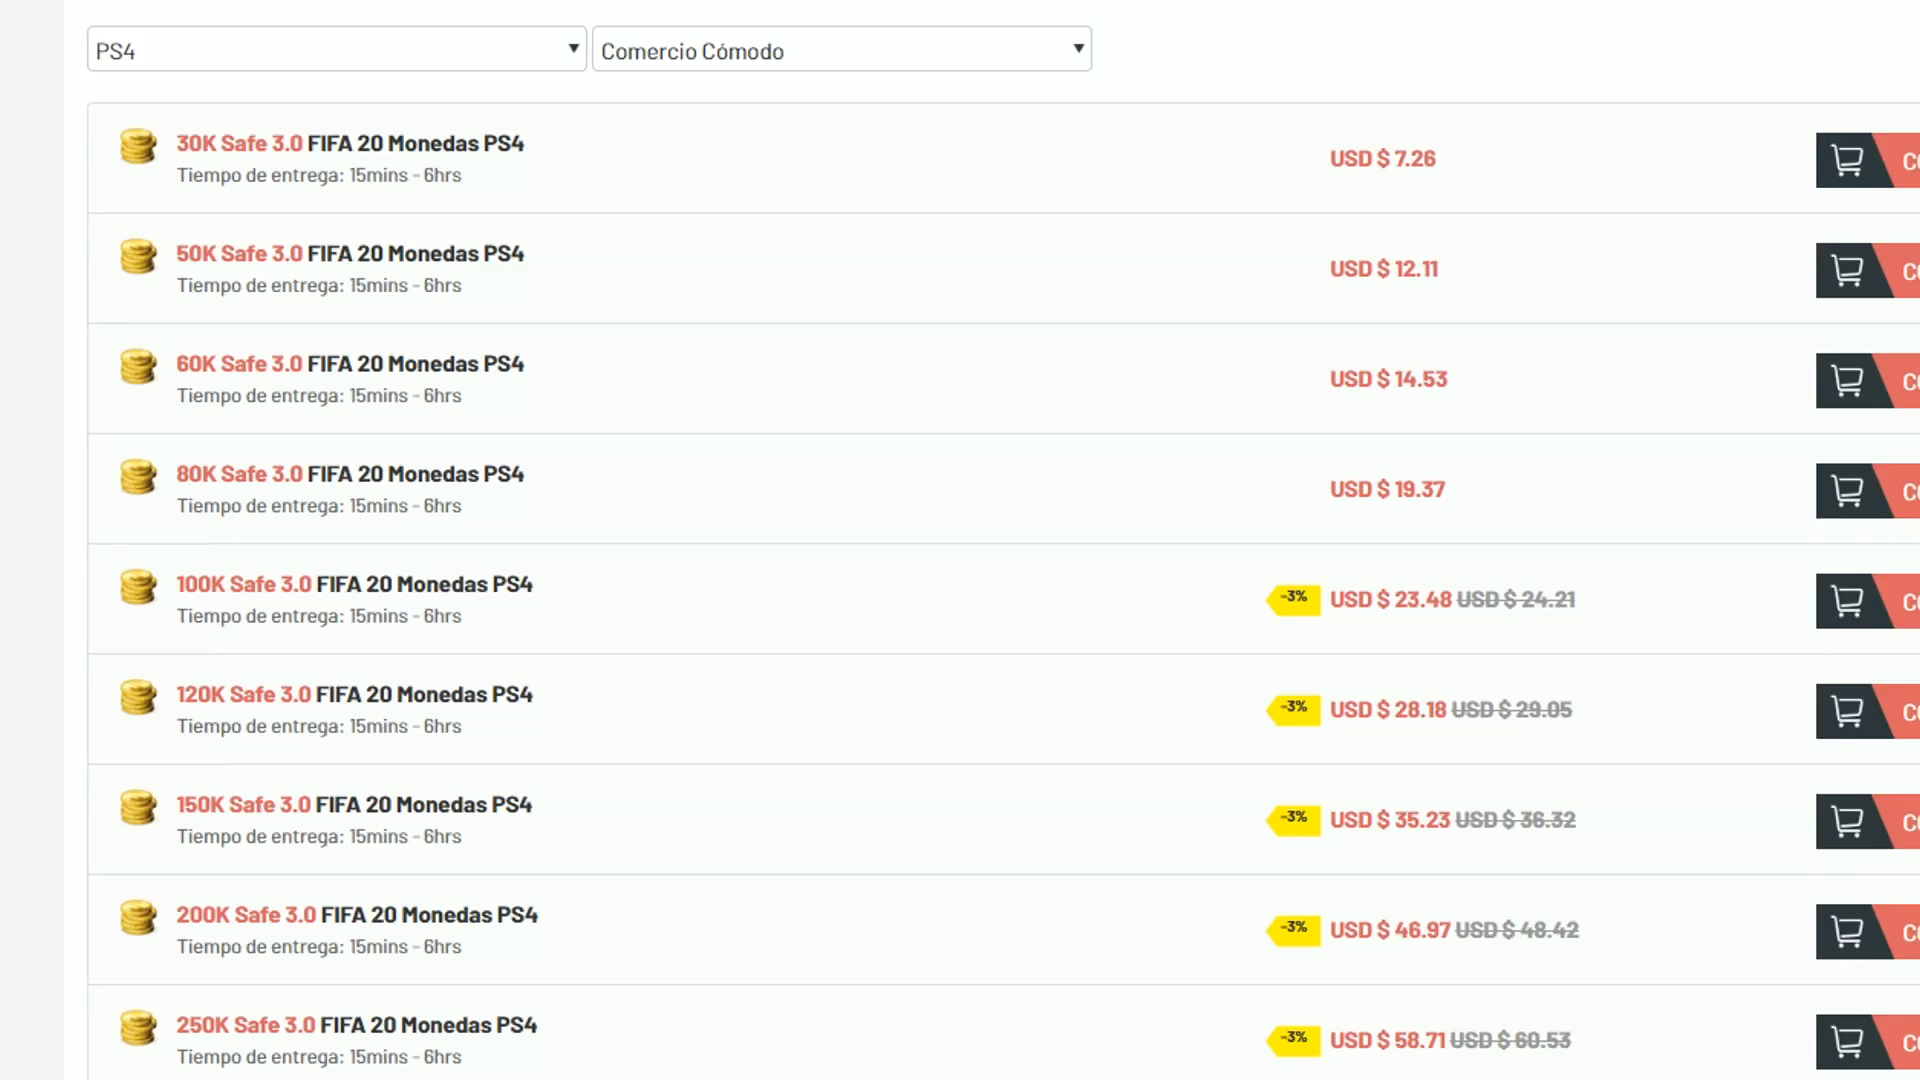 PS4 Comercio Cómodo
30K Safe 3.0 FIFA 20 Monedas PS4
Tiempo de entrega: 15mins - 6hrs
USD $ 7.26
50K Safe 3.0 FIFA 20 Monedas PS4
Tiempo de entrega: 15mins - 6hrs
USD $ 12.11
60K Safe 3.0 FIFA 20 Monedas PS4
Tiempo de entrega: 15mins - 6hrs
USD $ 14.53
80K Safe 3.0 FIFA 20 Monedas PS4
Tiempo de entrega: 15mins - 6hrs
USD $ 19.37
100K Safe 3.0 FIFA 20 Monedas PS4
Tiempo de entrega: 15mins - 6hrs
-3% USD $ 23.48 USD $ 24.21
120K Safe 3.0 FIFA 20 Monedas PS4
Tiempo de entrega: 15mins - 6hrs
-3% USD $ 28.18 USD $ 29.05
150K Safe 3.0 FIFA 20 Monedas PS4
Tiempo de entrega: 15mins - 6hrs
-3% USD $ 35.23 USD $ 36.32
200K Safe 3.0 FIFA 20 Monedas PS4
Tiempo de entrega: 15mins - 6hrs
-3% USD $ 46.97 USD $ 48.42
250K Safe 3.0 FIFA 20 Monedas PS4
Tiempo de entrega: 15mins - 6hrs
-3% USD $ 58.71 USD $ 60.53